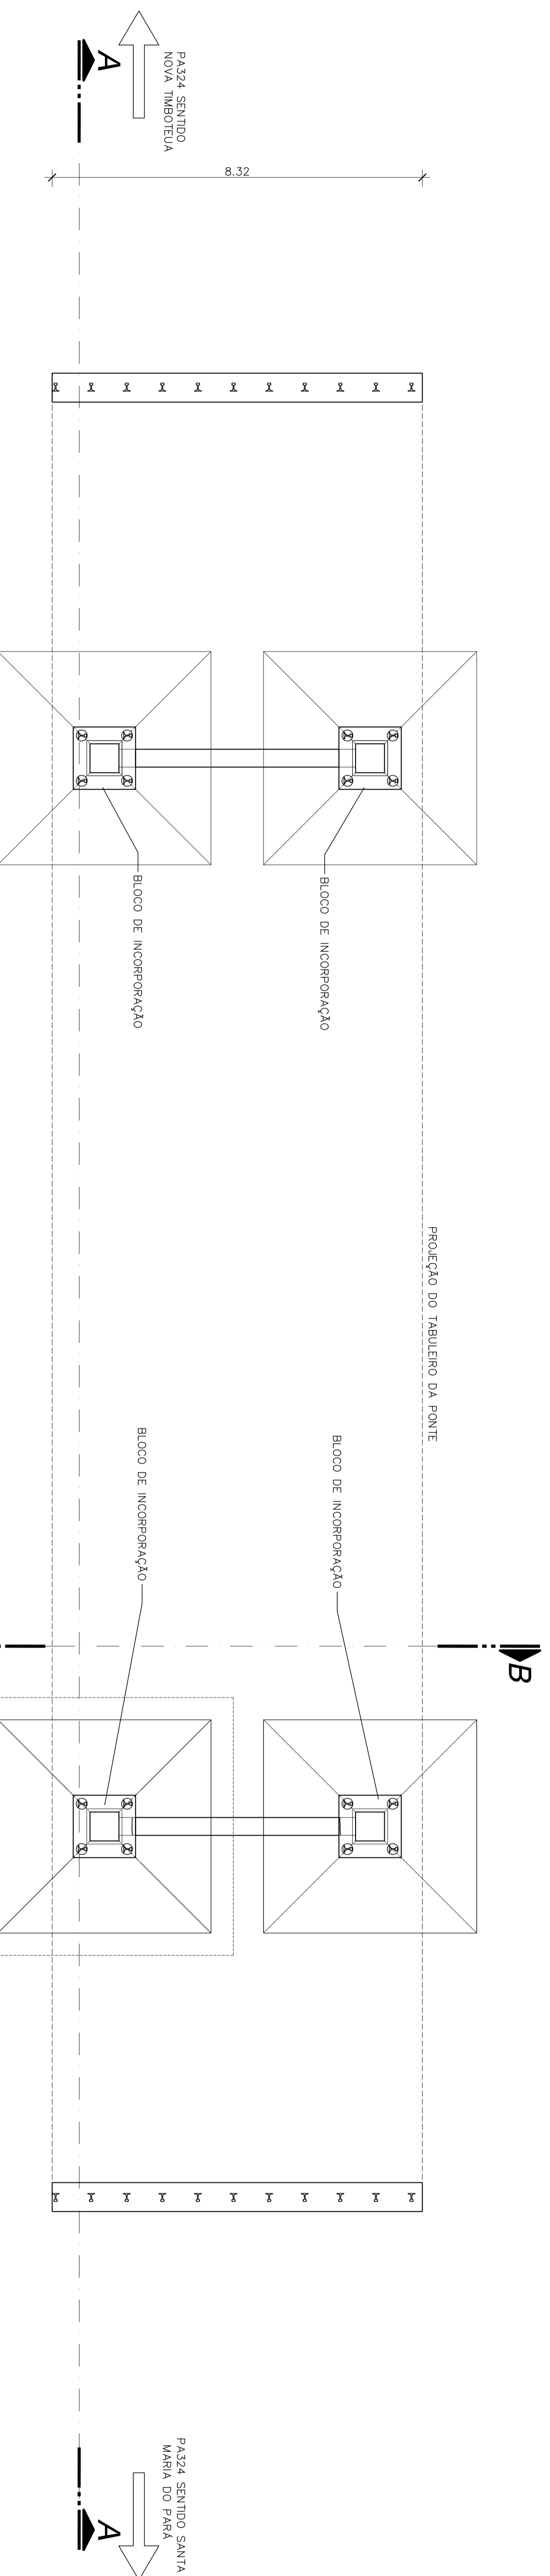 PA324 SENTIDO
NOVA TIMBOTEUA
A
8.32
BLOCO DE INCORPORAÇÃO
BLOCO DE INCORPORAÇÃO
PROJEÇÃO DO TABULEIRO DA PONTE
BLOCO DE INCORPORAÇÃO
BLOCO DE INCORPORAÇÃO
B
PA324 SENTIDO SANTA
MARIA DO PARÁ
A